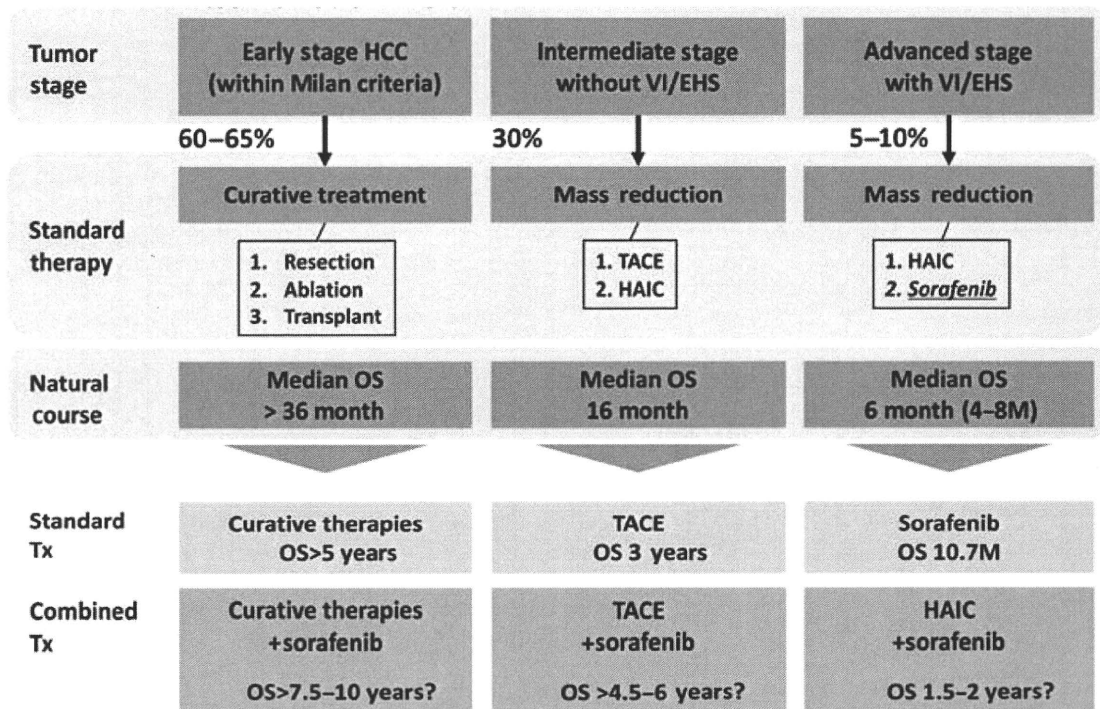 Tumor
stage
Early stage HCC
(within Milan criteria)
Intermediate stage
without VI/EHS
Advanced stage
with VI/EHS
60–65%
30%
5–10%
Standard
therapy
Curative treatment
1. Resection
2. Ablation
3. Transplant
Mass reduction
1. TACE
2. HAIC
Mass reduction
1. HAIC
2. Sorafenib
Natural
course
Median OS
> 36 month
Median OS
16 month
Median OS
6 month (4–8M)
Standard
Tx
Curative therapies
OS>5 years
TACE
OS 3 years
Sorafenib
OS 10.7M
Combined
Tx
Curative therapies
+sorafenib
OS>7.5–10 years?
TACE
+sorafenib
OS >4.5–6 years?
HAIC
+sorafenib
OS 1.5–2 years?